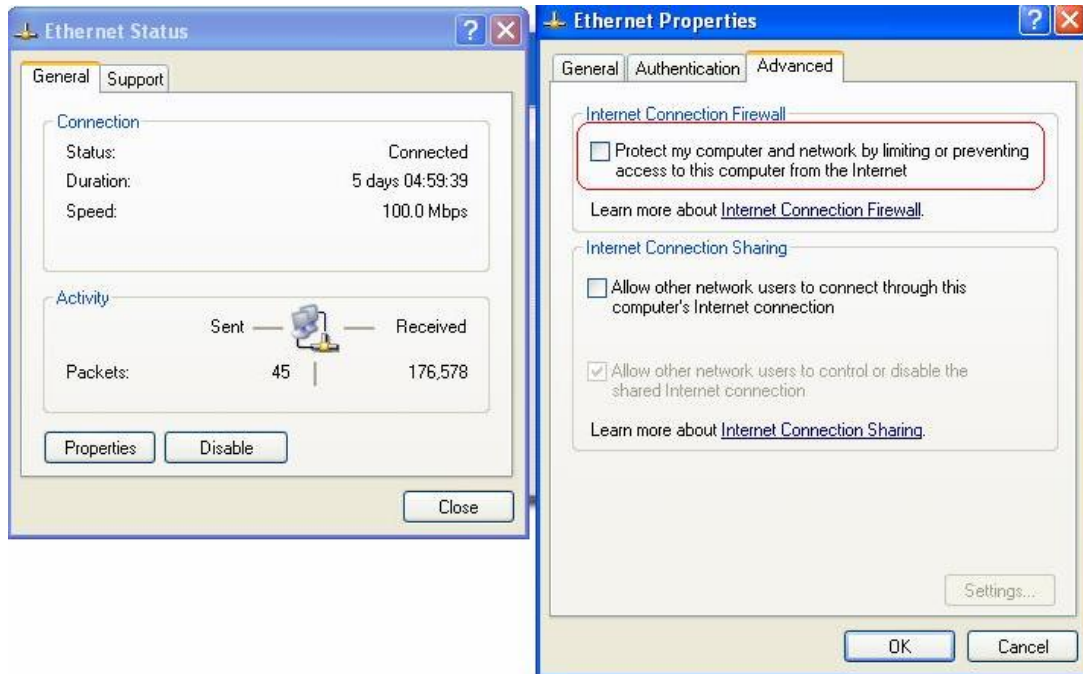 Ethernet Status
General Support
Connection
Status: Connected
Duration: 5 days 04:59:39
Speed: 100.0 Mbps
Activity
Sent Received
Packets: 45 176,578
Properties Disable
Close
Ethernet Properties
General Authentication Advanced
Internet Connection Firewall
Protect my computer and network by limiting or preventing
access to this computer from the Internet
Learn more about Internet Connection Firewall.
Internet Connection Sharing
Allow other network users to connect through this
computer's Internet connection
Allow other network users to control or disable the
shared Internet connection
Learn more about Internet Connection Sharing.
Settings...
OK Cancel